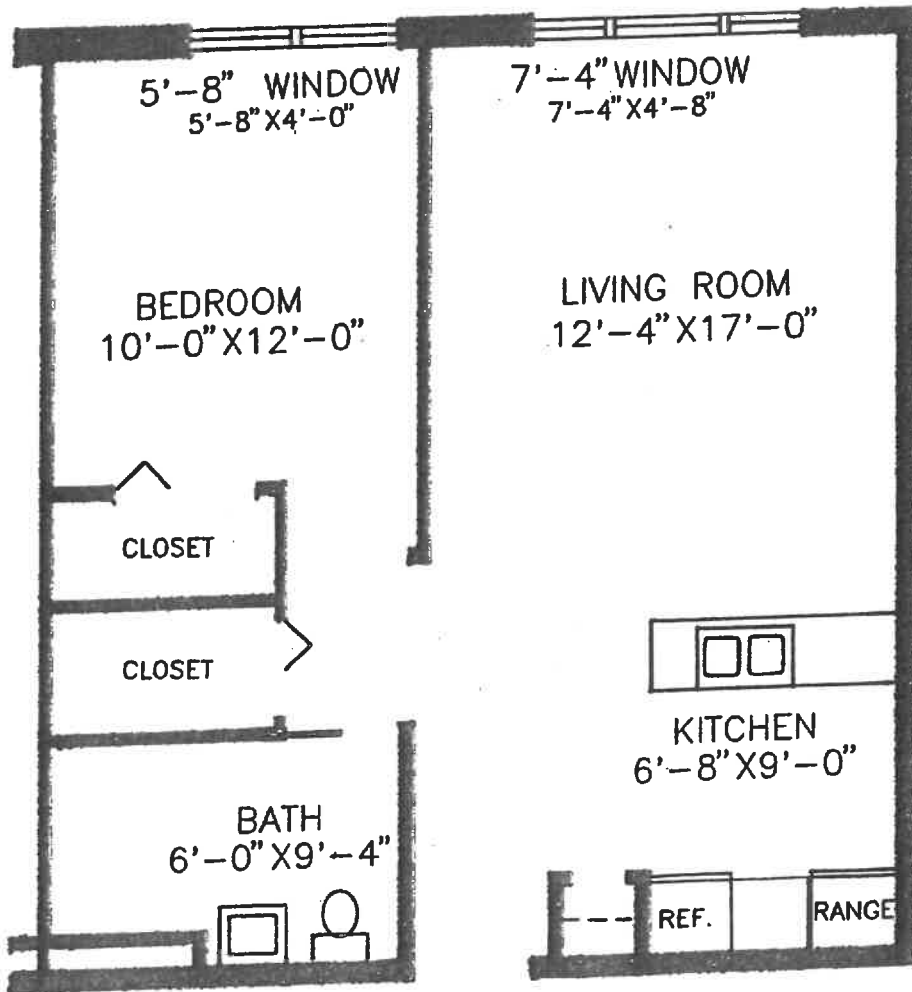 5'-8" WINDOW
5'-8"X4'-0"
7'-4" WINDOW
7'-4"X4'-8"
BEDROOM
10'-0"X12'-0"
LIVING ROOM
12'-4"X17'-0"
CLOSET
CLOSET
KITCHEN
6'-8"X9'-0"
BATH
6'-0"X9'-4"
REF.
RANGE